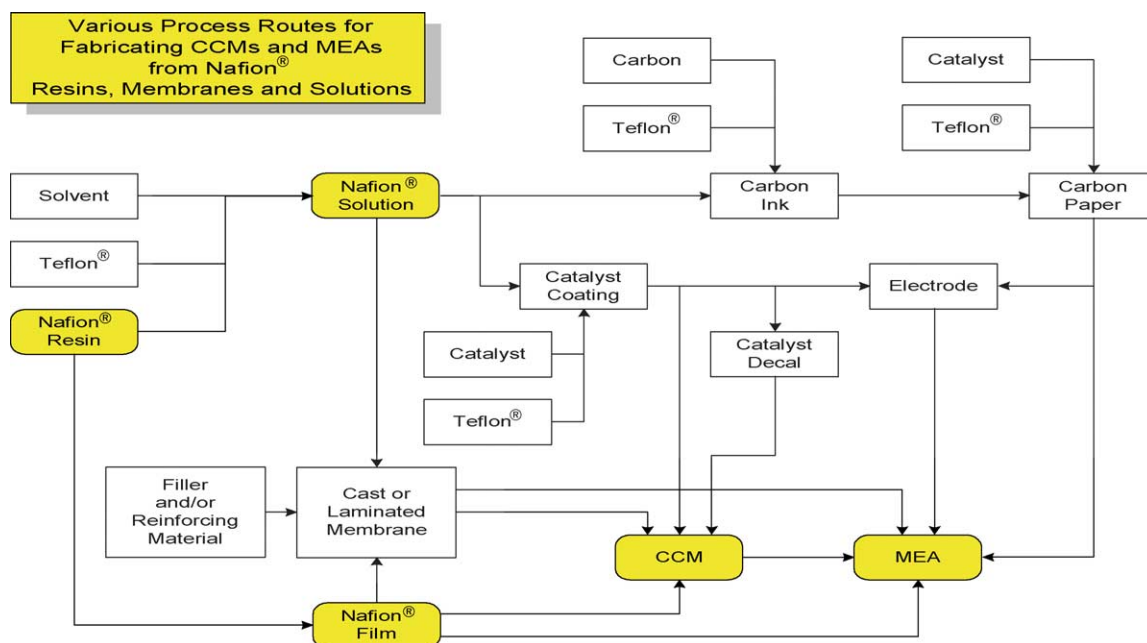 Various Process Routes for
Fabricating CCMs and MEAs
from Nafion®
Resins, Membranes and Solutions
Carbon
Catalyst
Teflon®
Teflon®
Solvent
Nafion®
Solution
Carbon
Ink
Carbon
Paper
Teflon®
Catalyst
Coating
Electrode
Nafion®
Resin
Catalyst
Catalyst
Decal
Teflon®
Filler
and/or
Reinforcing
Material
Cast or
Laminated
Membrane
CCM
MEA
Nafion®
Film